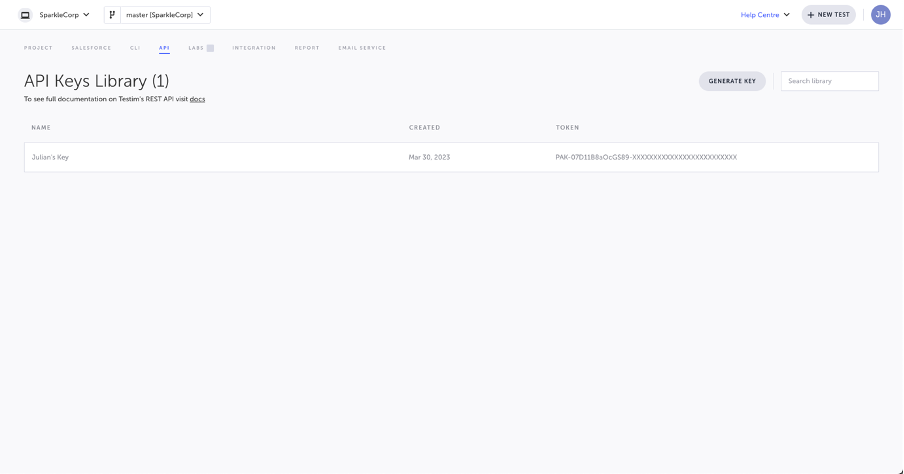 SparkleCorp
master [SparkleCorp]
Help Centre
NEW TEST
JH
PROJECT
SALESFORCE
CLI
API
LABS
INTEGRATION
REPORT
EMAIL SERVICE
API Keys Library (1)
GENERATE KEY
Search library
To see full documentation on Testim's REST API visit docs
NAME
CREATED
TOKEN
Julian's Key
Mar 30, 2023
PAK-07D11B8aOcGS89-XXXXXXXXXXXXXXXXXXXXXXXXX